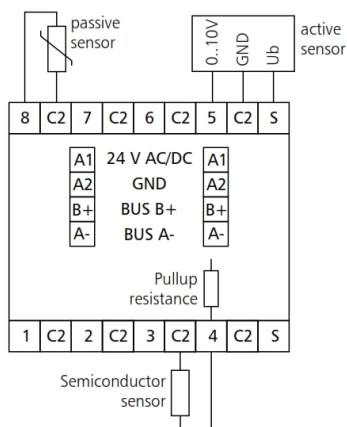 passive
sensor
0..10V
GND
Ub
active
sensor
8 C2 7 C2 6 C2 5 C2 S
A1 24 V AC/DC A1
A2 GND A2
B+ BUS B+ B+
A- BUS A- A-
Pullup
resistance
1 C2 2 C2 3 C2 4 C2 S
Semiconductor
sensor